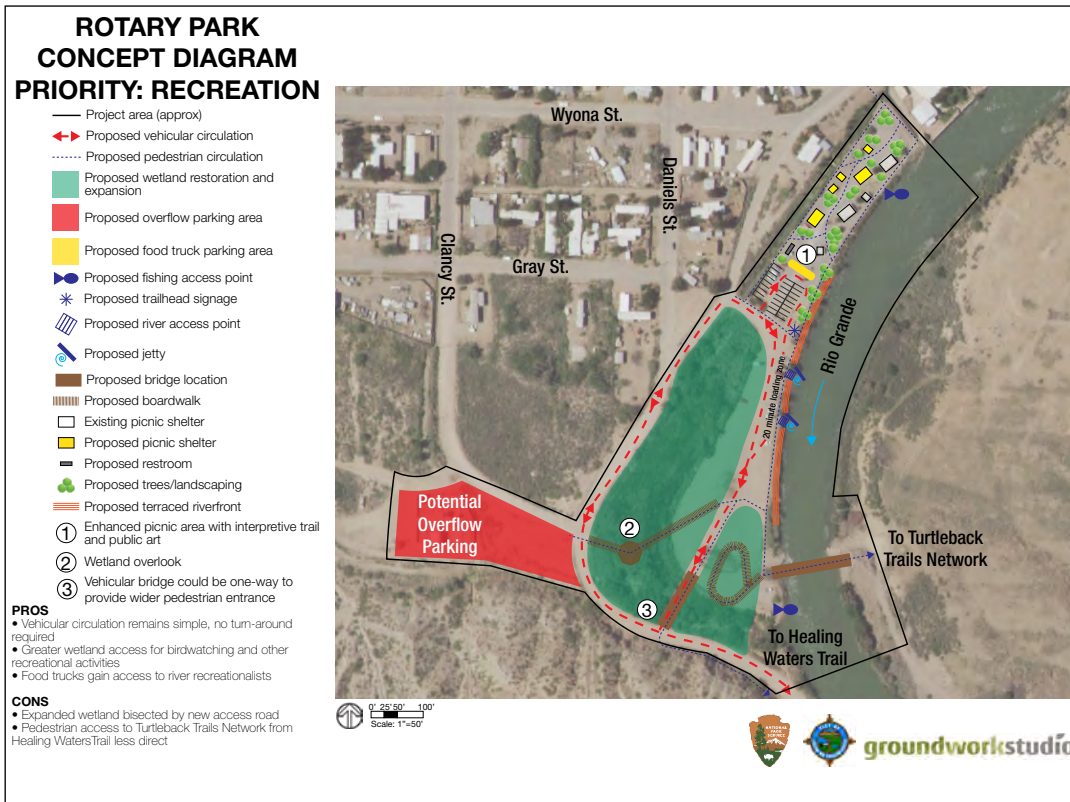 ROTARY PARK
CONCEPT DIAGRAM
PRIORITY: RECREATION
Project area (approx)
Proposed vehicular circulation
Proposed pedestrian circulation
Proposed wetland restoration and
expansion
Proposed overflow parking area
Proposed food truck parking area
Proposed fishing access point
Proposed trailhead signage
Proposed river access point
Proposed jetty
Proposed bridge location
Proposed boardwalk
Existing picnic shelter
Proposed picnic shelter
Proposed restroom
Proposed trees/landscaping
Proposed terraced riverfront
1 Enhanced picnic area with interpretive trail
and public art
2 Wetland overlook
3 Vehicular bridge could be one-way to
provide wider pedestrian entrance
PROS
• Vehicular circulation remains simple, no turn-around
required
• Greater wetland access for birdwatching and other
recreational activities
• Food trucks gain access to river recreationalists
CONS
• Expanded wetland bisected by new access road
• Pedestrian access to Turtleback Trails Network from
Healing WatersTrail less direct
Wyona St.
Daniels St.
Clancy St.
Gray St.
1
Rio Grande
20 minute loading zone
Potential
Overflow
Parking
2
3
To Turtleback
Trails Network
To Healing
Waters Trail
0' 25' 50' 100'
Scale: 1"=50'
NATIONAL
PARK
SERVICE
groundworkstudio